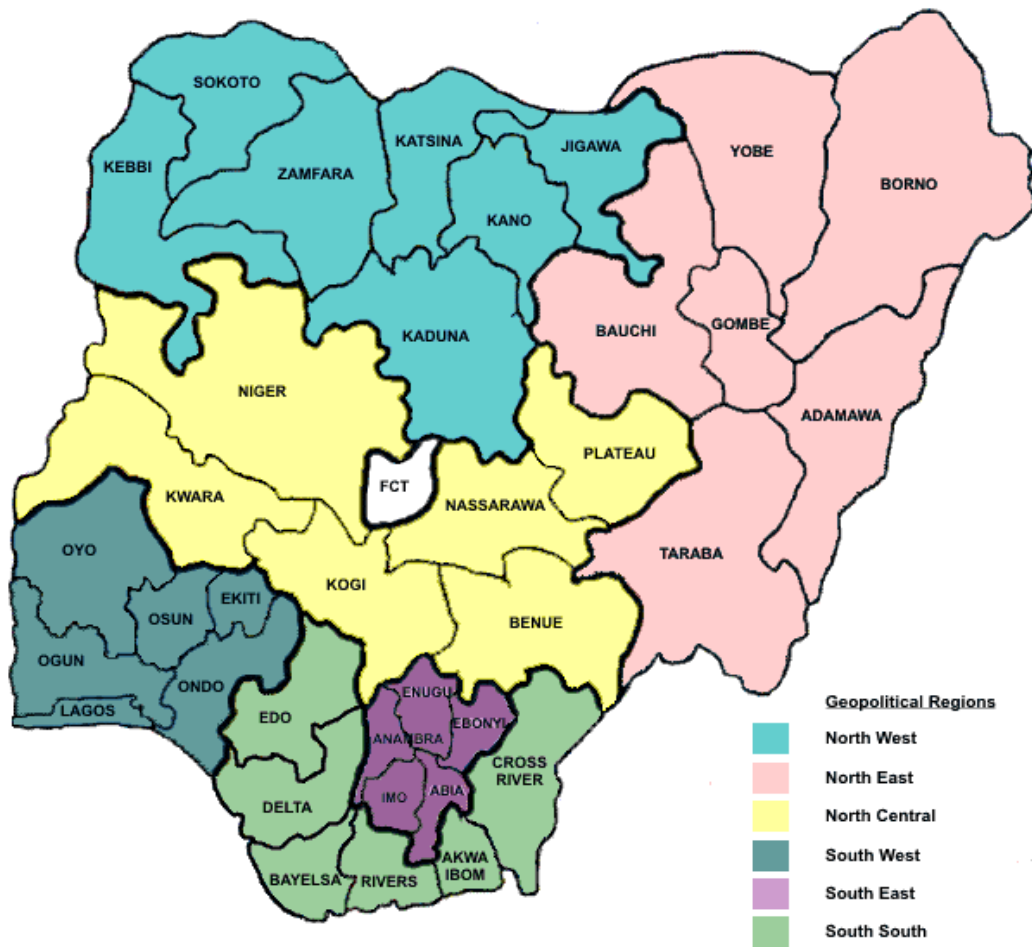 SOKOTO
KATSINA
JIGAWA
YOBE
KEBBI
ZAMFARA
BORNO
KANO
KADUNA
BAUCHI
GOMBE
NIGER
ADAMAWA
PLATEAU
FCT
KWARA
NASSARAWA
OYO
TARABA
KOGI
EKITI
OSUN
BENUE
OGUN
ONDO
ENUGU
LAGOS
EDO
EBONYI
ANAMBRA
CROSS
RIVER
ABIA
IMO
DELTA
AKWA
IBOM
BAYELSA
RIVERS
Geopolitical Regions
North West
North East
North Central
South West
South East
South South